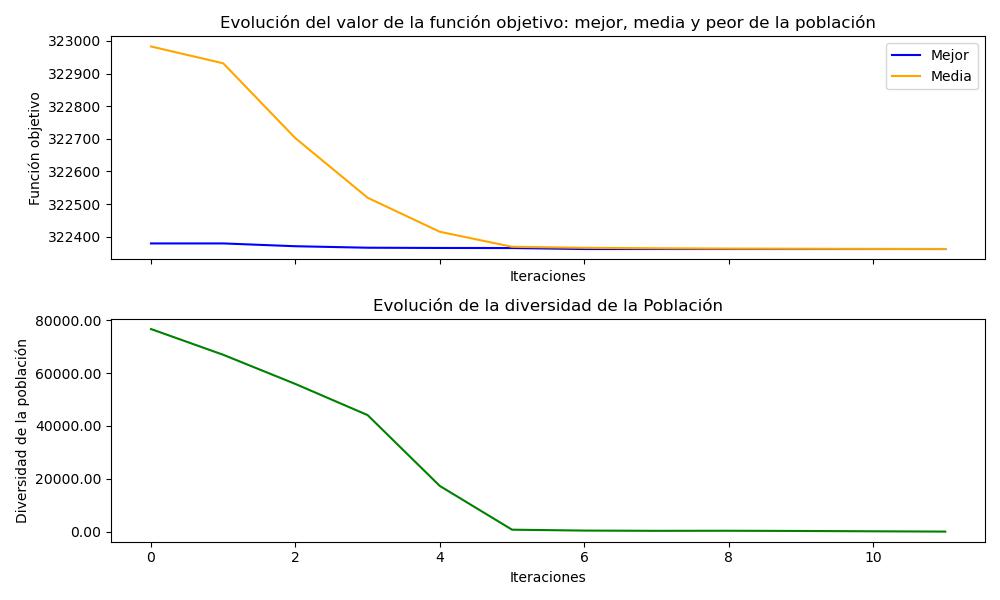 Evolución del valor de la función objetivo: mejor, media y peor de la población
323000
322900
322800
322700
322600
322500
322400
Función objetivo
Mejor
Media
Iteraciones
Evolución de la diversidad de la Población
80000.00
60000.00
40000.00
20000.00
0.00
Diversidad de la población
0 2 4 6 8 10
Iteraciones